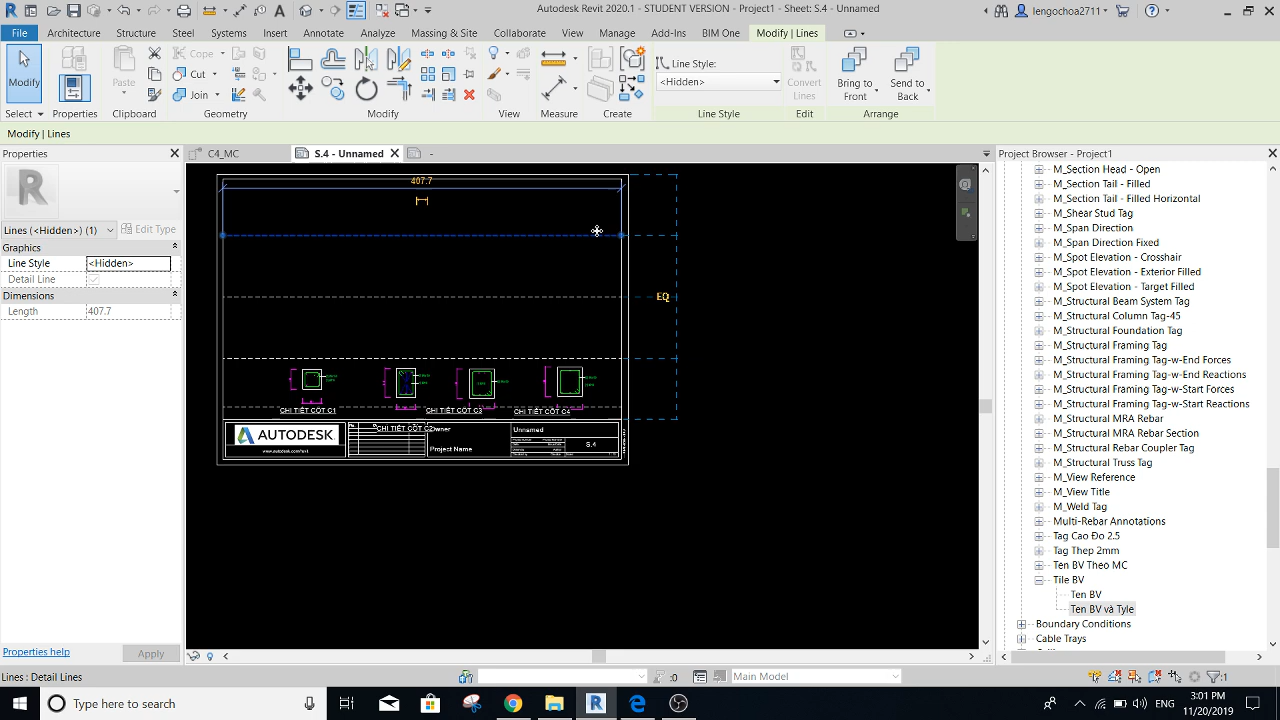 Autodesk Revit 2020.1 - STUDENT VERSION - Project1 - Sheet: S.4 - Unnamed
lengochoa2711
File
Architecture
Structure
Steel
Systems
Insert
Annotate
Analyze
Massing & Site
Collaborate
View
Manage
Add-Ins
BIM One
Modify | Lines
Modify
Paste
Cope
Cut
Join
Line Style:
<Hidden>
Convert
Lines
Bring to
Front
Send to
Back
Select
Properties
Clipboard
Geometry
Modify
View
Measure
Create
Line Style
Edit
Arrange
Modify | Lines
Properties
C4_MC
S.4 - Unnamed
-
Project Browser - Project1
Lines (<Hidden>) (1)
Edit Type
Graphics
Line Style
<Hidden>
Detail Line
Dimensions
Length
407.7
Properties help
Apply
407.7
EQ
CHI TIẾT CỘT C1
CHI TIẾT CỘT C3
CHI TIẾT CỘT C4
CHI TIẾT CỘT C2
AUTODESK
Owner
Project Name
Unnamed
S.4
M_Section Head - Open
M_Section Tail - Filled
M_Section Tail - Filled Horizontal
M_Shear Stud Tag
M_Span Direction
M_Span Direction Fixed
M_Spot Elevation - Crosshair
M_Spot Elevation - Exterior Filled
M_Spot Elevation - Target Filled
M_Structural Beam System Tag
M_Structural Column Tag-45
M_Structural Foundation Tag
M_Structural Framing Tag
M_Structural Framing Tag-w-End Forces
M_Structural Framing Tag-w-End Reactions
M_Structural Framing Tag-w-Start Forces
M_Structural Framing Tag-w-Start Reactions
M_Structural MRA Rebar
M_Structural MRA Rebar Section
M_Structural Rebar Coupler Tag
M_Structural Truss Tag
M_View Reference
M_View Title
M_Weld Tag
Multi-Rebar Annotations
Tag Cao Đo 2.5
Tag Thep 2mm
Ten BV Theo MC
Tile BV
Ten BV
Ten BV và Tyle
Boundary Conditions
Cable Trays
Lines : Detail Lines
:0
Main Model
:1
Type here to search
ENG
3:01 PM
11/20/2019